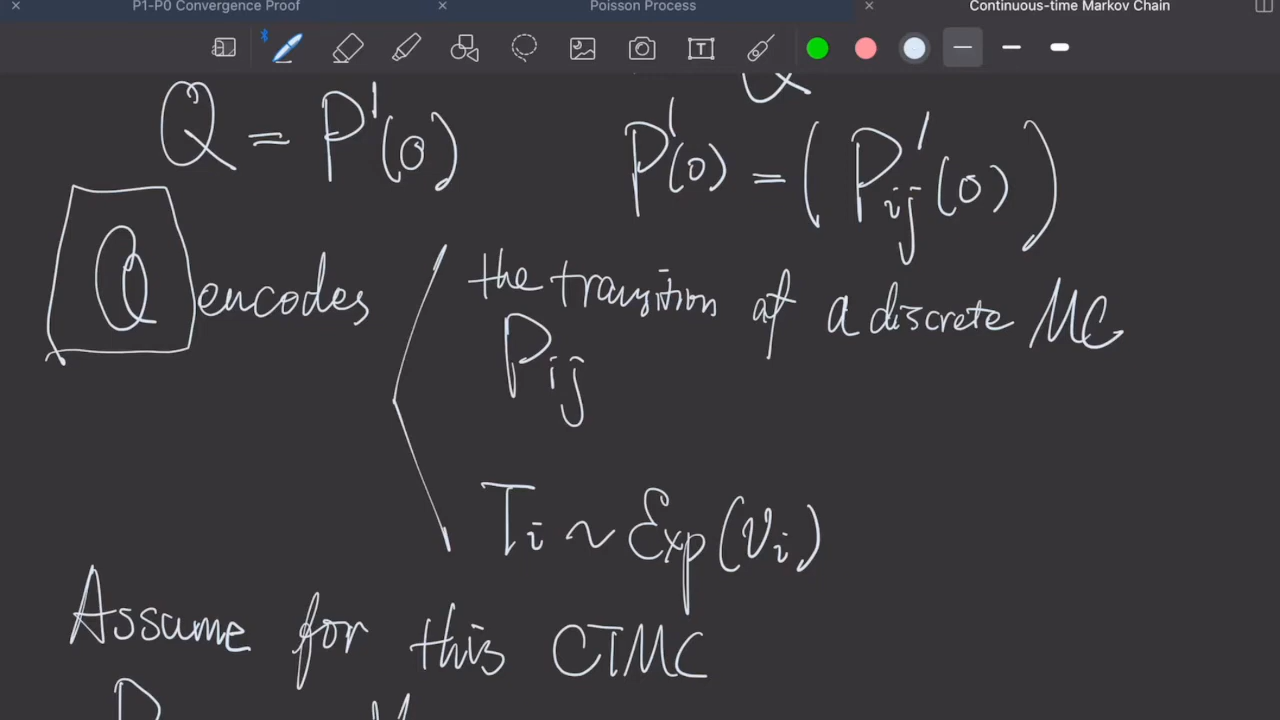 P1-P0 Convergence Proof Poisson Process Continuous-time Markov Chain
T
Q
Q = P'(0) P'(0) = (P'ij(0))
Q encodes the transition of a discrete MC
Pij
Ti ~ Exp(νi)
Assume for this CTMC